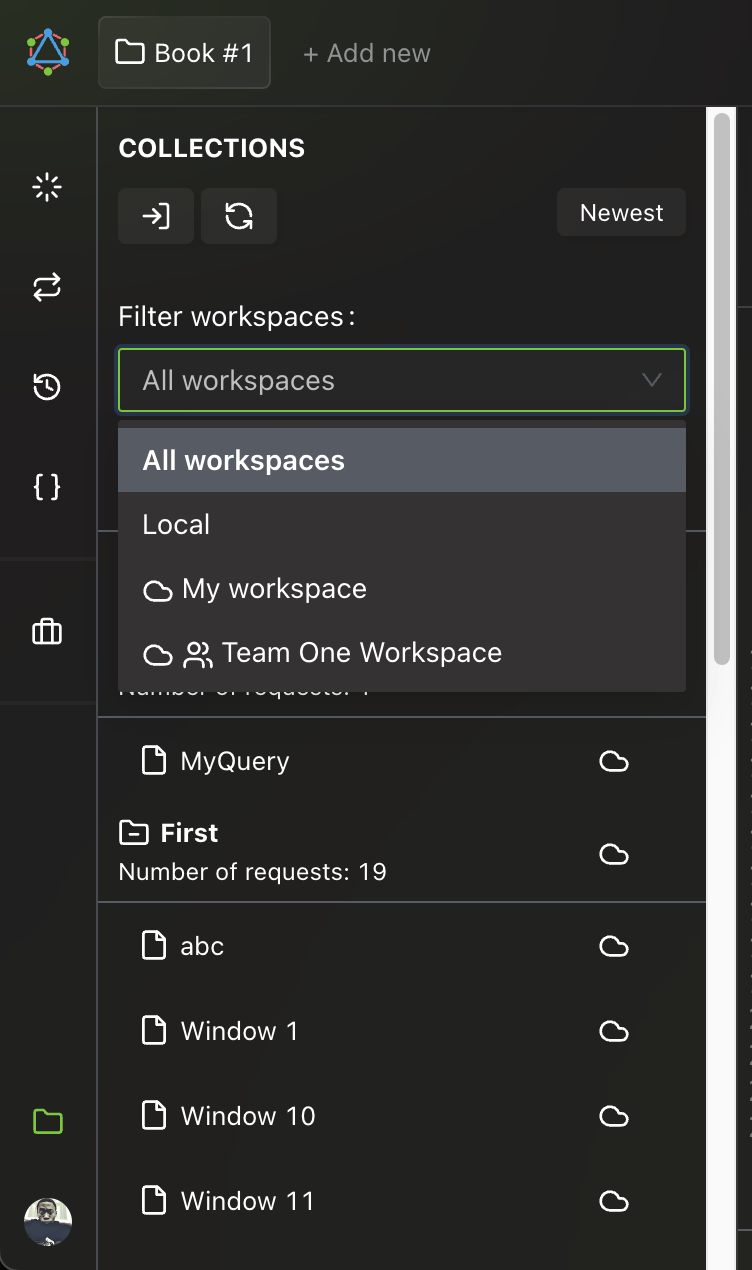 Book #1
+ Add new
COLLECTIONS
Newest
Filter workspaces:
All workspaces
All workspaces
Local
My workspace
Team One Workspace
Number of requests:
MyQuery
First
Number of requests: 19
abc
Window 1
Window 10
Window 11